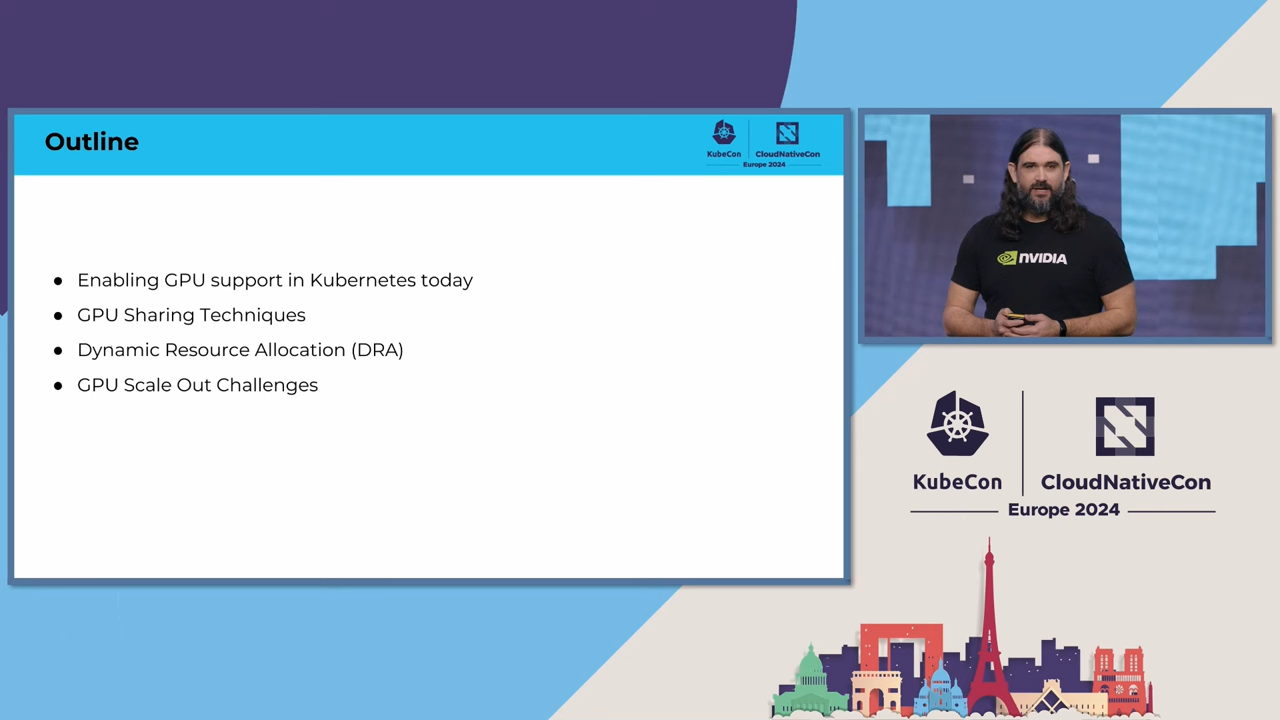 Outline
KubeCon
CloudNativeCon
Europe 2024
Enabling GPU support in Kubernetes today
GPU Sharing Techniques
Dynamic Resource Allocation (DRA)
GPU Scale Out Challenges
NVIDIA
KubeCon
CloudNativeCon
Europe 2024